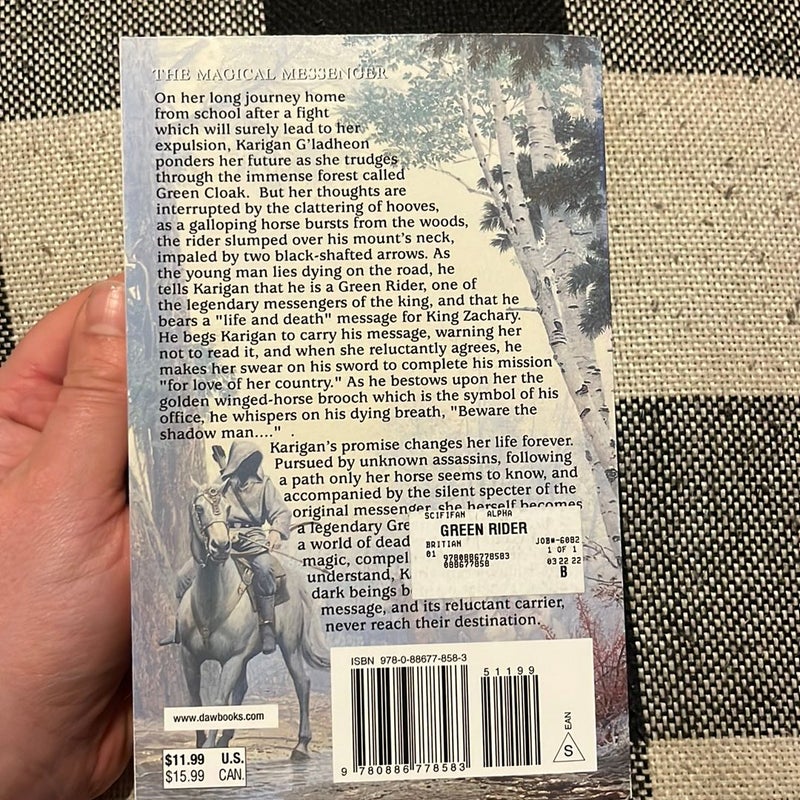 THE MAGICAL MESSENGER
On her long journey home
from school after a fight
which will surely lead to her
expulsion, Karigan G'ladheon
ponders her future as she trudges
through the immense forest called
Green Cloak. But her thoughts are
interrupted by the clattering of hooves,
as a galloping horse bursts from the woods,
the rider slumped over his mount's neck,
impaled by two black-shafted arrows. As
the young man lies dying on the road, he
tells Karigan that he is a Green Rider, one of
the legendary messengers of the king, and that he
bears a "life and death" message for King Zachary.
He begs Karigan to carry his message, warning her
not to read it, and when she reluctantly agrees, he
makes her swear on his sword to complete his mission
"for love of her country." As he bestows upon her the
golden winged-horse brooch which is the symbol of his
office, he whispers on his dying breath, "Beware the
shadow man...."
Karigan's promise changes her life forever.
Pursued by unknown assassins, following
a path only her horse seems to know, and
accompanied by the silent specter of the
original messenger, she herself becomes
a legendary Gre
a world of dead
magic, compel
understand, Ka
dark beings b
message, and its reluctant carrier,
never reach their destination.
SCIFIFAN ALPHA
GREEN RIDER
BRITIAN JOBW-6082
01 9780886778583 1 OF 1
088677858 03 22 22
B
ISBN 978-0-88677-858-3
51199
9 780886 778583
EAN
S
www.dawbooks.com
$11.99 U.S.
$15.99 CAN.